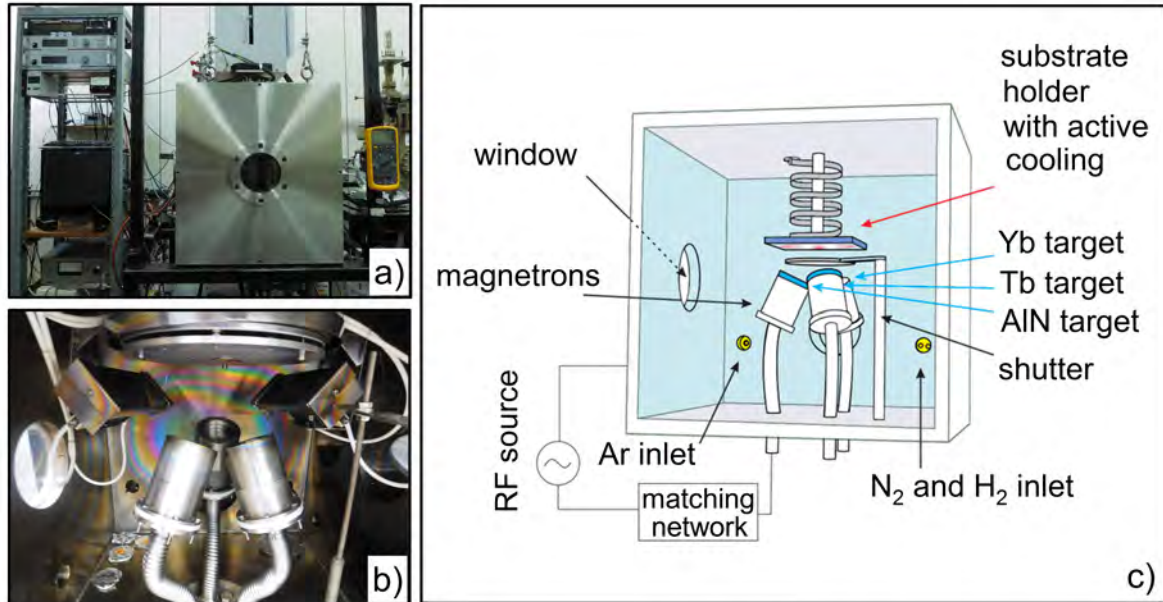 a)
b)
substrate
holder
with active
cooling
window
Yb target
magnetrons
Tb target
AlN target
shutter
RF source
Ar inlet
N₂ and H₂ inlet
matching
network
c)